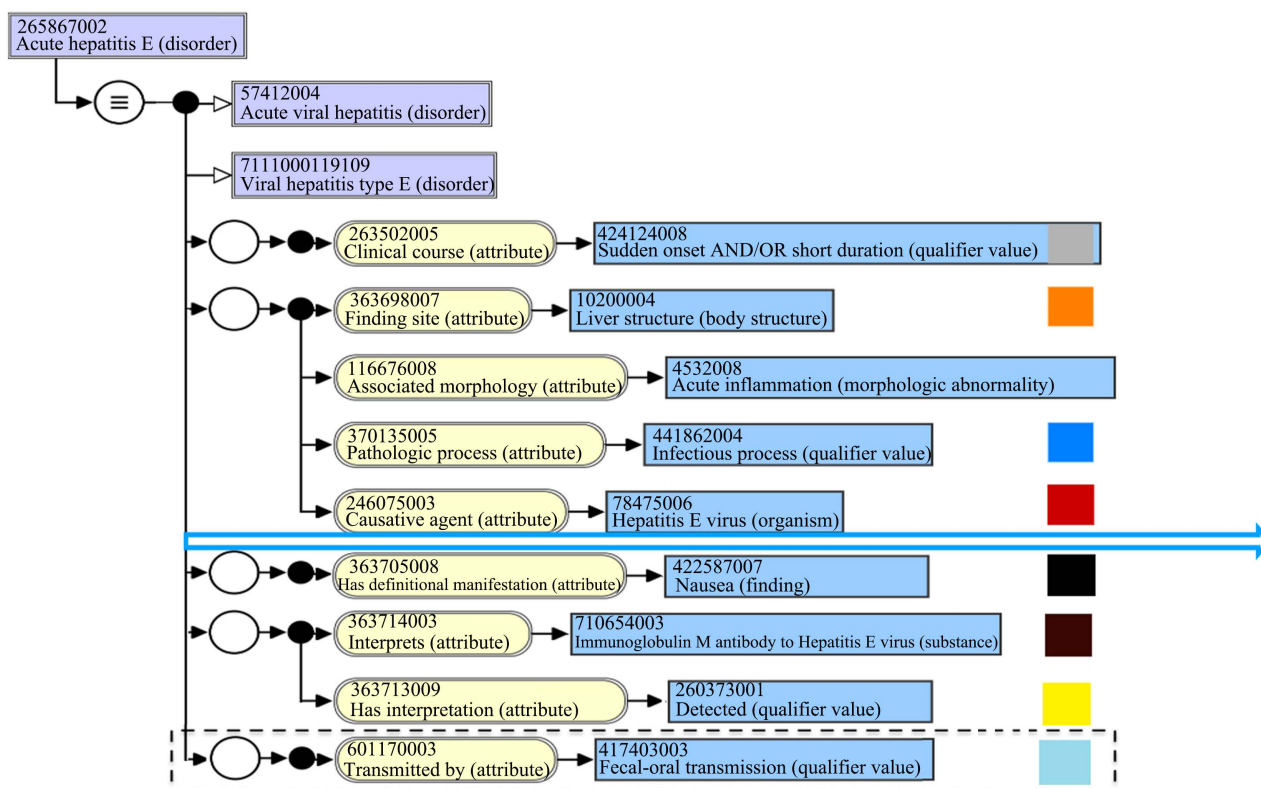 265867002
Acute hepatitis E (disorder)
≡
57412004
Acute viral hepatitis (disorder)
7111000119109
Viral hepatitis type E (disorder)
263502005
Clinical course (attribute)
424124008
Sudden onset AND/OR short duration (qualifier value)
363698007
Finding site (attribute)
10200004
Liver structure (body structure)
116676008
Associated morphology (attribute)
4532008
Acute inflammation (morphologic abnormality)
370135005
Pathologic process (attribute)
441862004
Infectious process (qualifier value)
246075003
Causative agent (attribute)
78475006
Hepatitis E virus (organism)
363705008
Has definitional manifestation (attribute)
422587007
Nausea (finding)
363714003
Interprets (attribute)
710654003
Immunoglobulin M antibody to Hepatitis E virus (substance)
363713009
Has interpretation (attribute)
260373001
Detected (qualifier value)
601170003
Transmitted by (attribute)
417403003
Fecal-oral transmission (qualifier value)